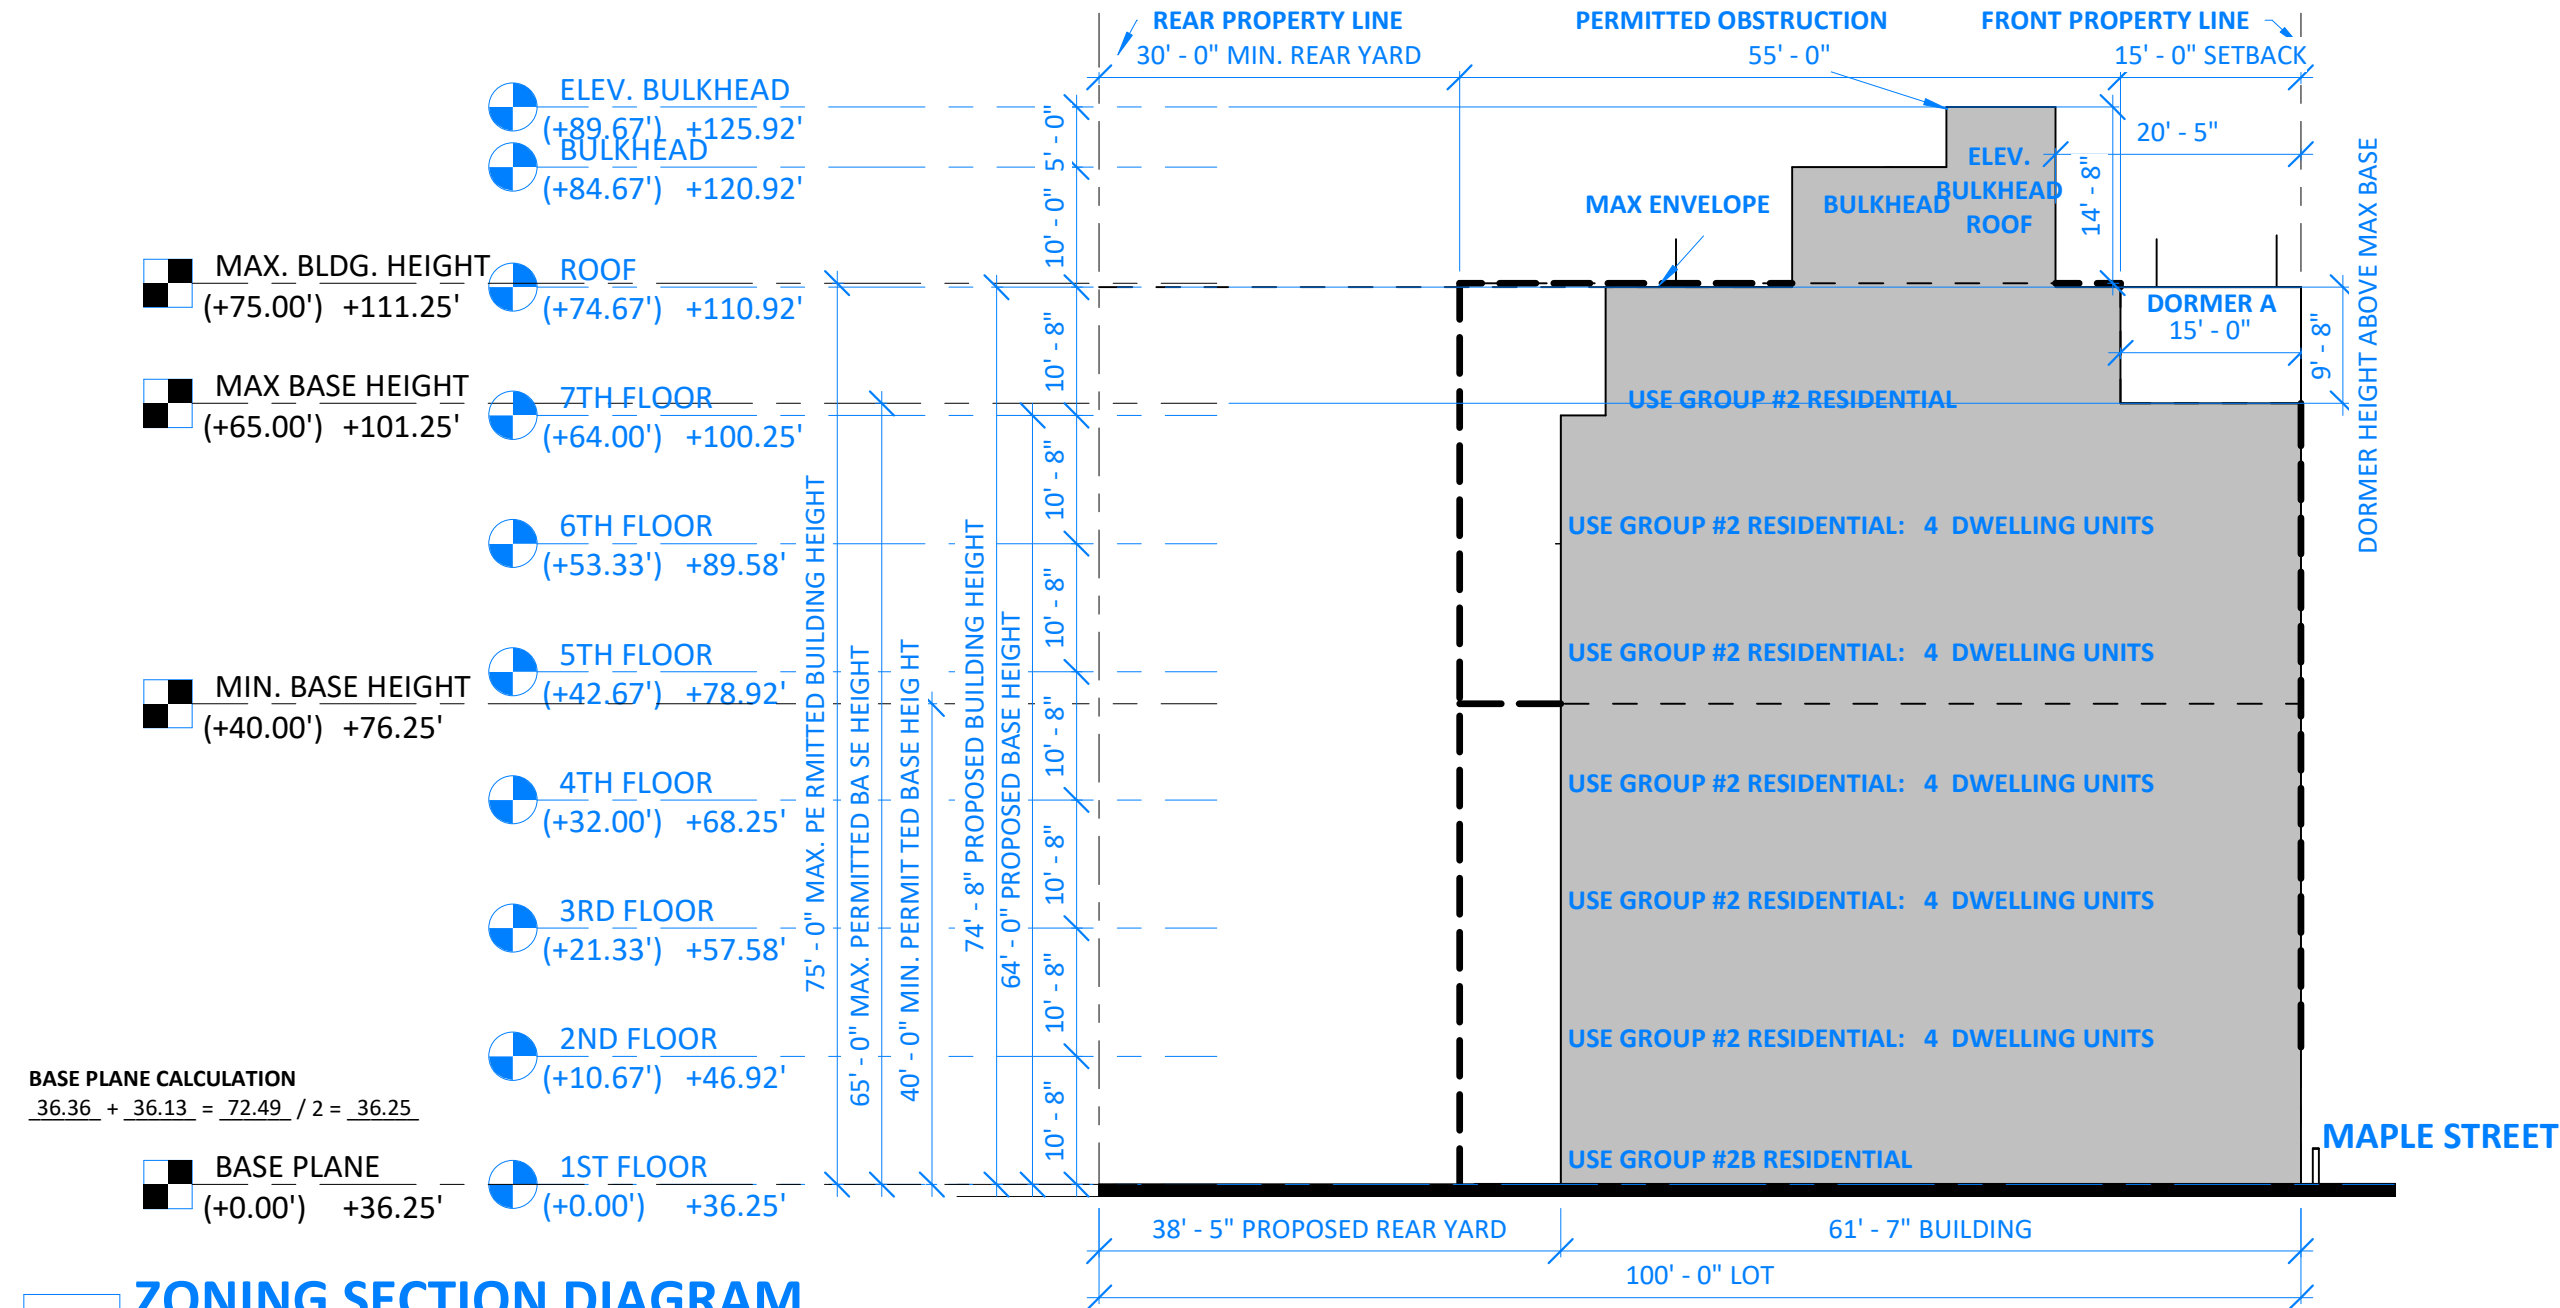 REAR PROPERTY LINE
PERMITTED OBSTRUCTION
FRONT PROPERTY LINE
30' - 0" MIN. REAR YARD
55' - 0"
15' - 0" SETBACK
ELEV. BULKHEAD
(+89.67') +125.92'
BULKHEAD
(+84.67') +120.92'
MAX. BLDG. HEIGHT
(+75.00') +111.25'
ROOF
(+74.67') +110.92'
MAX BASE HEIGHT
(+65.00') +101.25'
7TH FLOOR
(+64.00') +100.25'
6TH FLOOR
(+53.33') +89.58'
5TH FLOOR
(+42.67') +78.92'
MIN. BASE HEIGHT
(+40.00') +76.25'
4TH FLOOR
(+32.00') +68.25'
3RD FLOOR
(+21.33') +57.58'
2ND FLOOR
(+10.67') +46.92'
BASE PLANE CALCULATION
36.36 + 36.13 = 72.49 / 2 = 36.25
BASE PLANE
(+0.00') +36.25'
1ST FLOOR
(+0.00') +36.25'
75' - 0" MAX. PE RMITTED BUILDING HEIGHT
65' - 0" MAX. PERMITTED BA SE HEIGHT
40' - 0" MIN. PERMIT TED BASE HEIG HT
74' - 8" PROPOSED BUILDING HEIGHT
64' - 0" PROPOSED BASE HEIGHT
5' - 0"
10' - 0"
10' - 8"
10' - 8"
10' - 8"
10' - 8"
10' - 8"
10' - 8"
10' - 8"
20' - 5"
14' - 8"
ELEV.
BULKHEAD
ROOF
BULKHEAD
MAX ENVELOPE
DORMER A
15' - 0"
9' - 8"
DORMER HEIGHT ABOVE MAX BASE
USE GROUP #2 RESIDENTIAL
USE GROUP #2 RESIDENTIAL: 4 DWELLING UNITS
USE GROUP #2 RESIDENTIAL: 4 DWELLING UNITS
USE GROUP #2 RESIDENTIAL: 4 DWELLING UNITS
USE GROUP #2 RESIDENTIAL: 4 DWELLING UNITS
USE GROUP #2 RESIDENTIAL: 4 DWELLING UNITS
USE GROUP #2B RESIDENTIAL
MAPLE STREET
38' - 5" PROPOSED REAR YARD
61' - 7" BUILDING
100' - 0" LOT
ZONING SECTION DIAGRAM